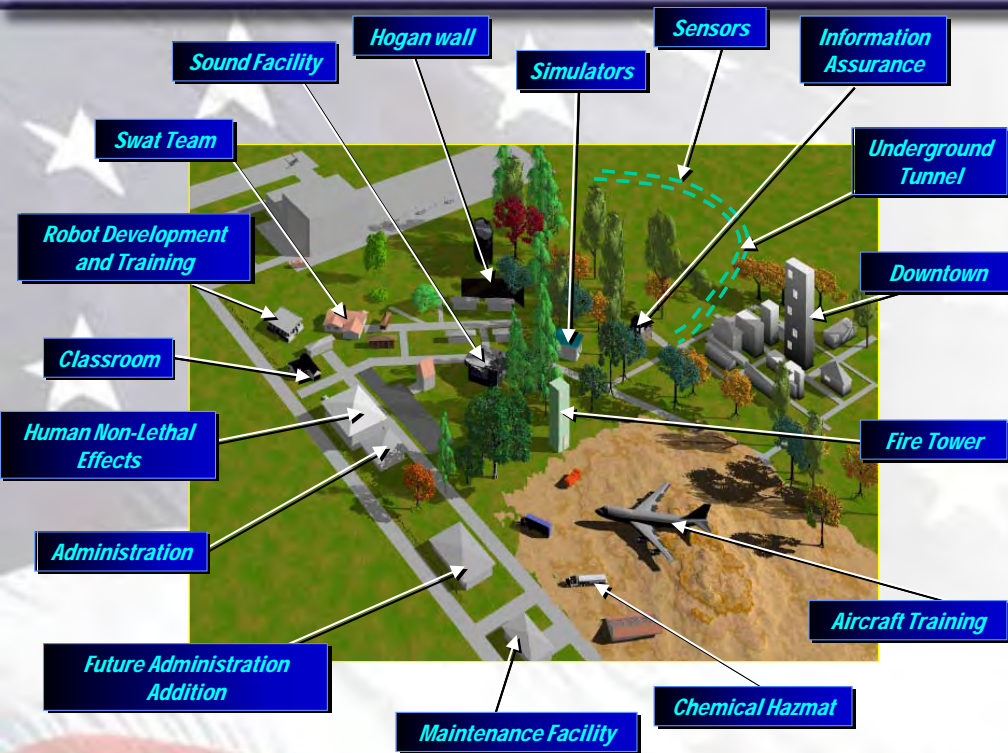 Sensors
Hogan wall
Information
Assurance
Sound Facility
Simulators
Swat Team
Underground
Tunnel
Robot Development
and Training
Downtown
Classroom
Human Non-Lethal
Effects
Fire Tower
Administration
Aircraft Training
Future Administration
Addition
Chemical Hazmat
Maintenance Facility